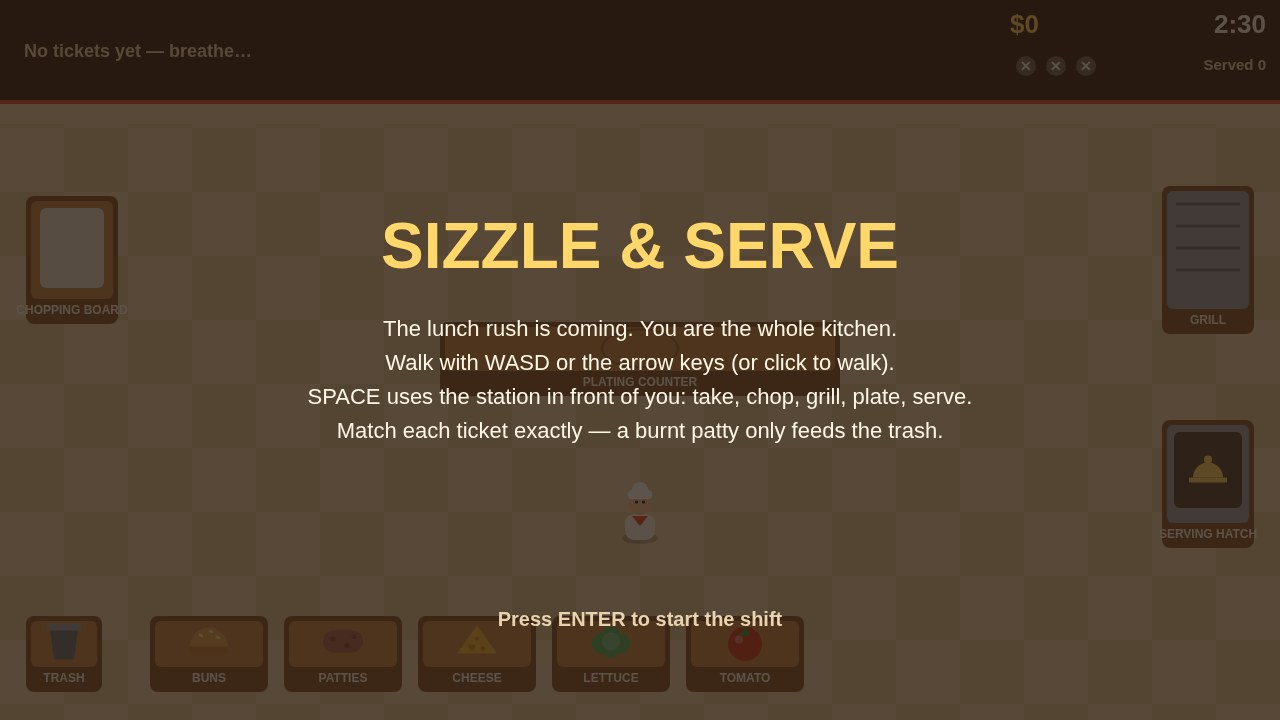 $0
2:30
No tickets yet — breathe…
Served 0
SIZZLE & SERVE
The lunch rush is coming. You are the whole kitchen.
Walk with WASD or the arrow keys (or click to walk).
SPACE uses the station in front of you: take, chop, grill, plate, serve.
Match each ticket exactly — a burnt patty only feeds the trash.
CHOPPING BOARD
GRILL
PLATING COUNTER
SERVING HATCH
Press ENTER to start the shift
TRASH
BUNS
PATTIES
CHEESE
LETTUCE
TOMATO